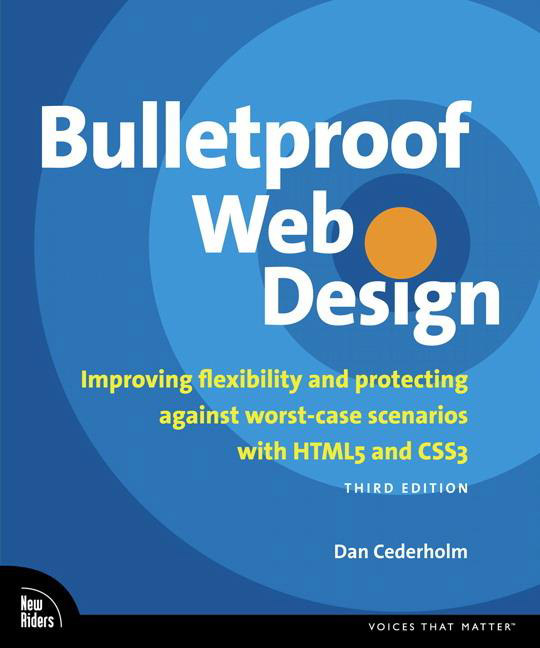 Bulletproof
Web
Design
Improving flexibility and protecting
against worst-case scenarios
with HTML5 and CSS3
THIRD EDITION
Dan Cederholm
New
Riders
VOICES THAT MATTER™